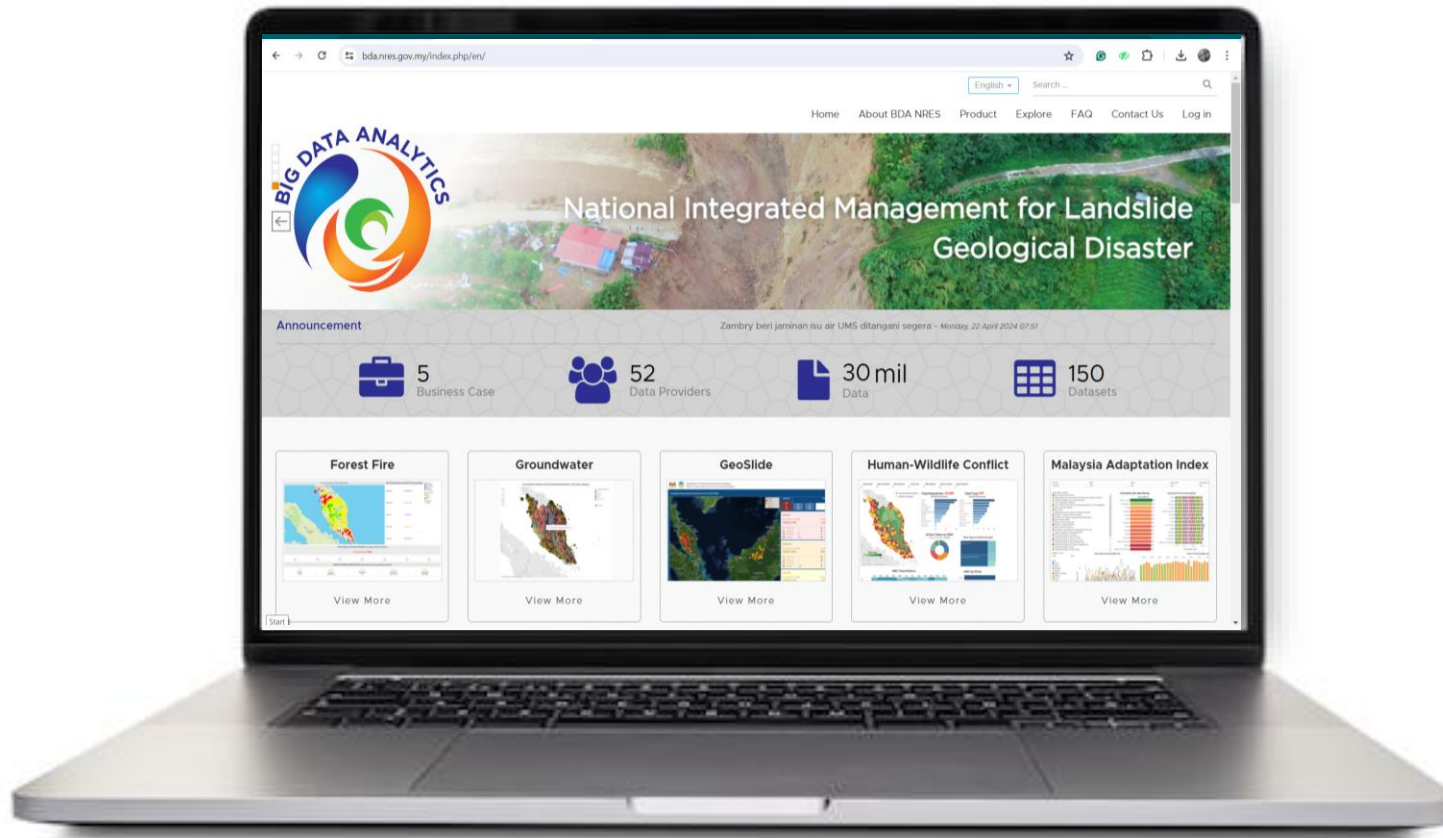 bda.nres.gov.my/index.php/en/
English
Search ...
Home About BDA NRES Product Explore FAQ Contact Us Log in
BIG DATA ANALYTICS
National Integrated Management for Landslide
Geological Disaster
Announcement
Zambry beri jaminan isu air UMS ditangani segera - Monday, 22 April 2024 07:51
5
Business Case
52
Data Providers
30 mil
Data
150
Datasets
Forest Fire
Groundwater
GeoSlide
Human-Wildlife Conflict
Malaysia Adaptation Index
View More
View More
View More
View More
View More
Start